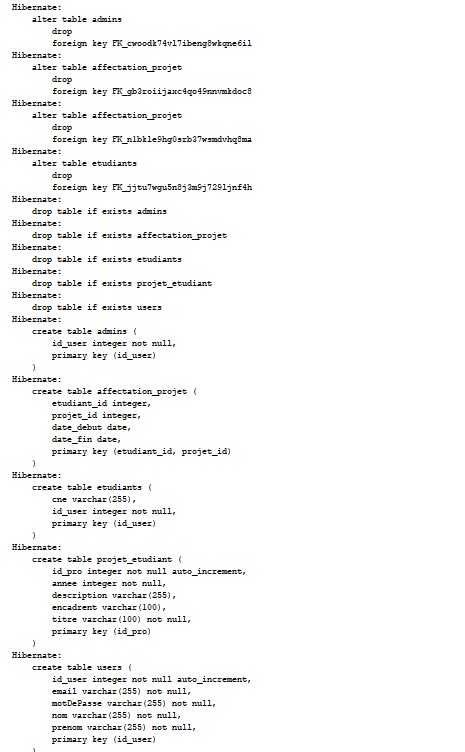 Hibernate:
    alter table admins
        drop
        foreign key FK_cwoodk74vl7ibeng8wkqne6il
Hibernate:
    alter table affectation_projet
        drop
        foreign key FK_gb3roiijaxc4qo49nnvmkdoc8
Hibernate:
    alter table affectation_projet
        drop
        foreign key FK_nlbkle9hg0srb37wsmdvhq8ma
Hibernate:
    alter table etudiants
        drop
        foreign key FK_jjtu7wgu5n8j3m9j7291jnf4h
Hibernate:
    drop table if exists admins
Hibernate:
    drop table if exists affectation_projet
Hibernate:
    drop table if exists etudiants
Hibernate:
    drop table if exists projet_etudiant
Hibernate:
    drop table if exists users
Hibernate:
    create table admins (
        id_user integer not null,
        primary key (id_user)
    )
Hibernate:
    create table affectation_projet (
        etudiant_id integer,
        projet_id integer,
        date_debut date,
        date_fin date,
        primary key (etudiant_id, projet_id)
    )
Hibernate:
    create table etudiants (
        cne varchar(255),
        id_user integer not null,
        primary key (id_user)
    )
Hibernate:
    create table projet_etudiant (
        id_pro integer not null auto_increment,
        annee integer not null,
        description varchar(255),
        encadrent varchar(100),
        titre varchar(100) not null,
        primary key (id_pro)
    )
Hibernate:
    create table users (
        id_user integer not null auto_increment,
        email varchar(255) not null,
        motDePasse varchar(255) not null,
        nom varchar(255) not null,
        prenom varchar(255) not null,
        primary key (id_user)
    )